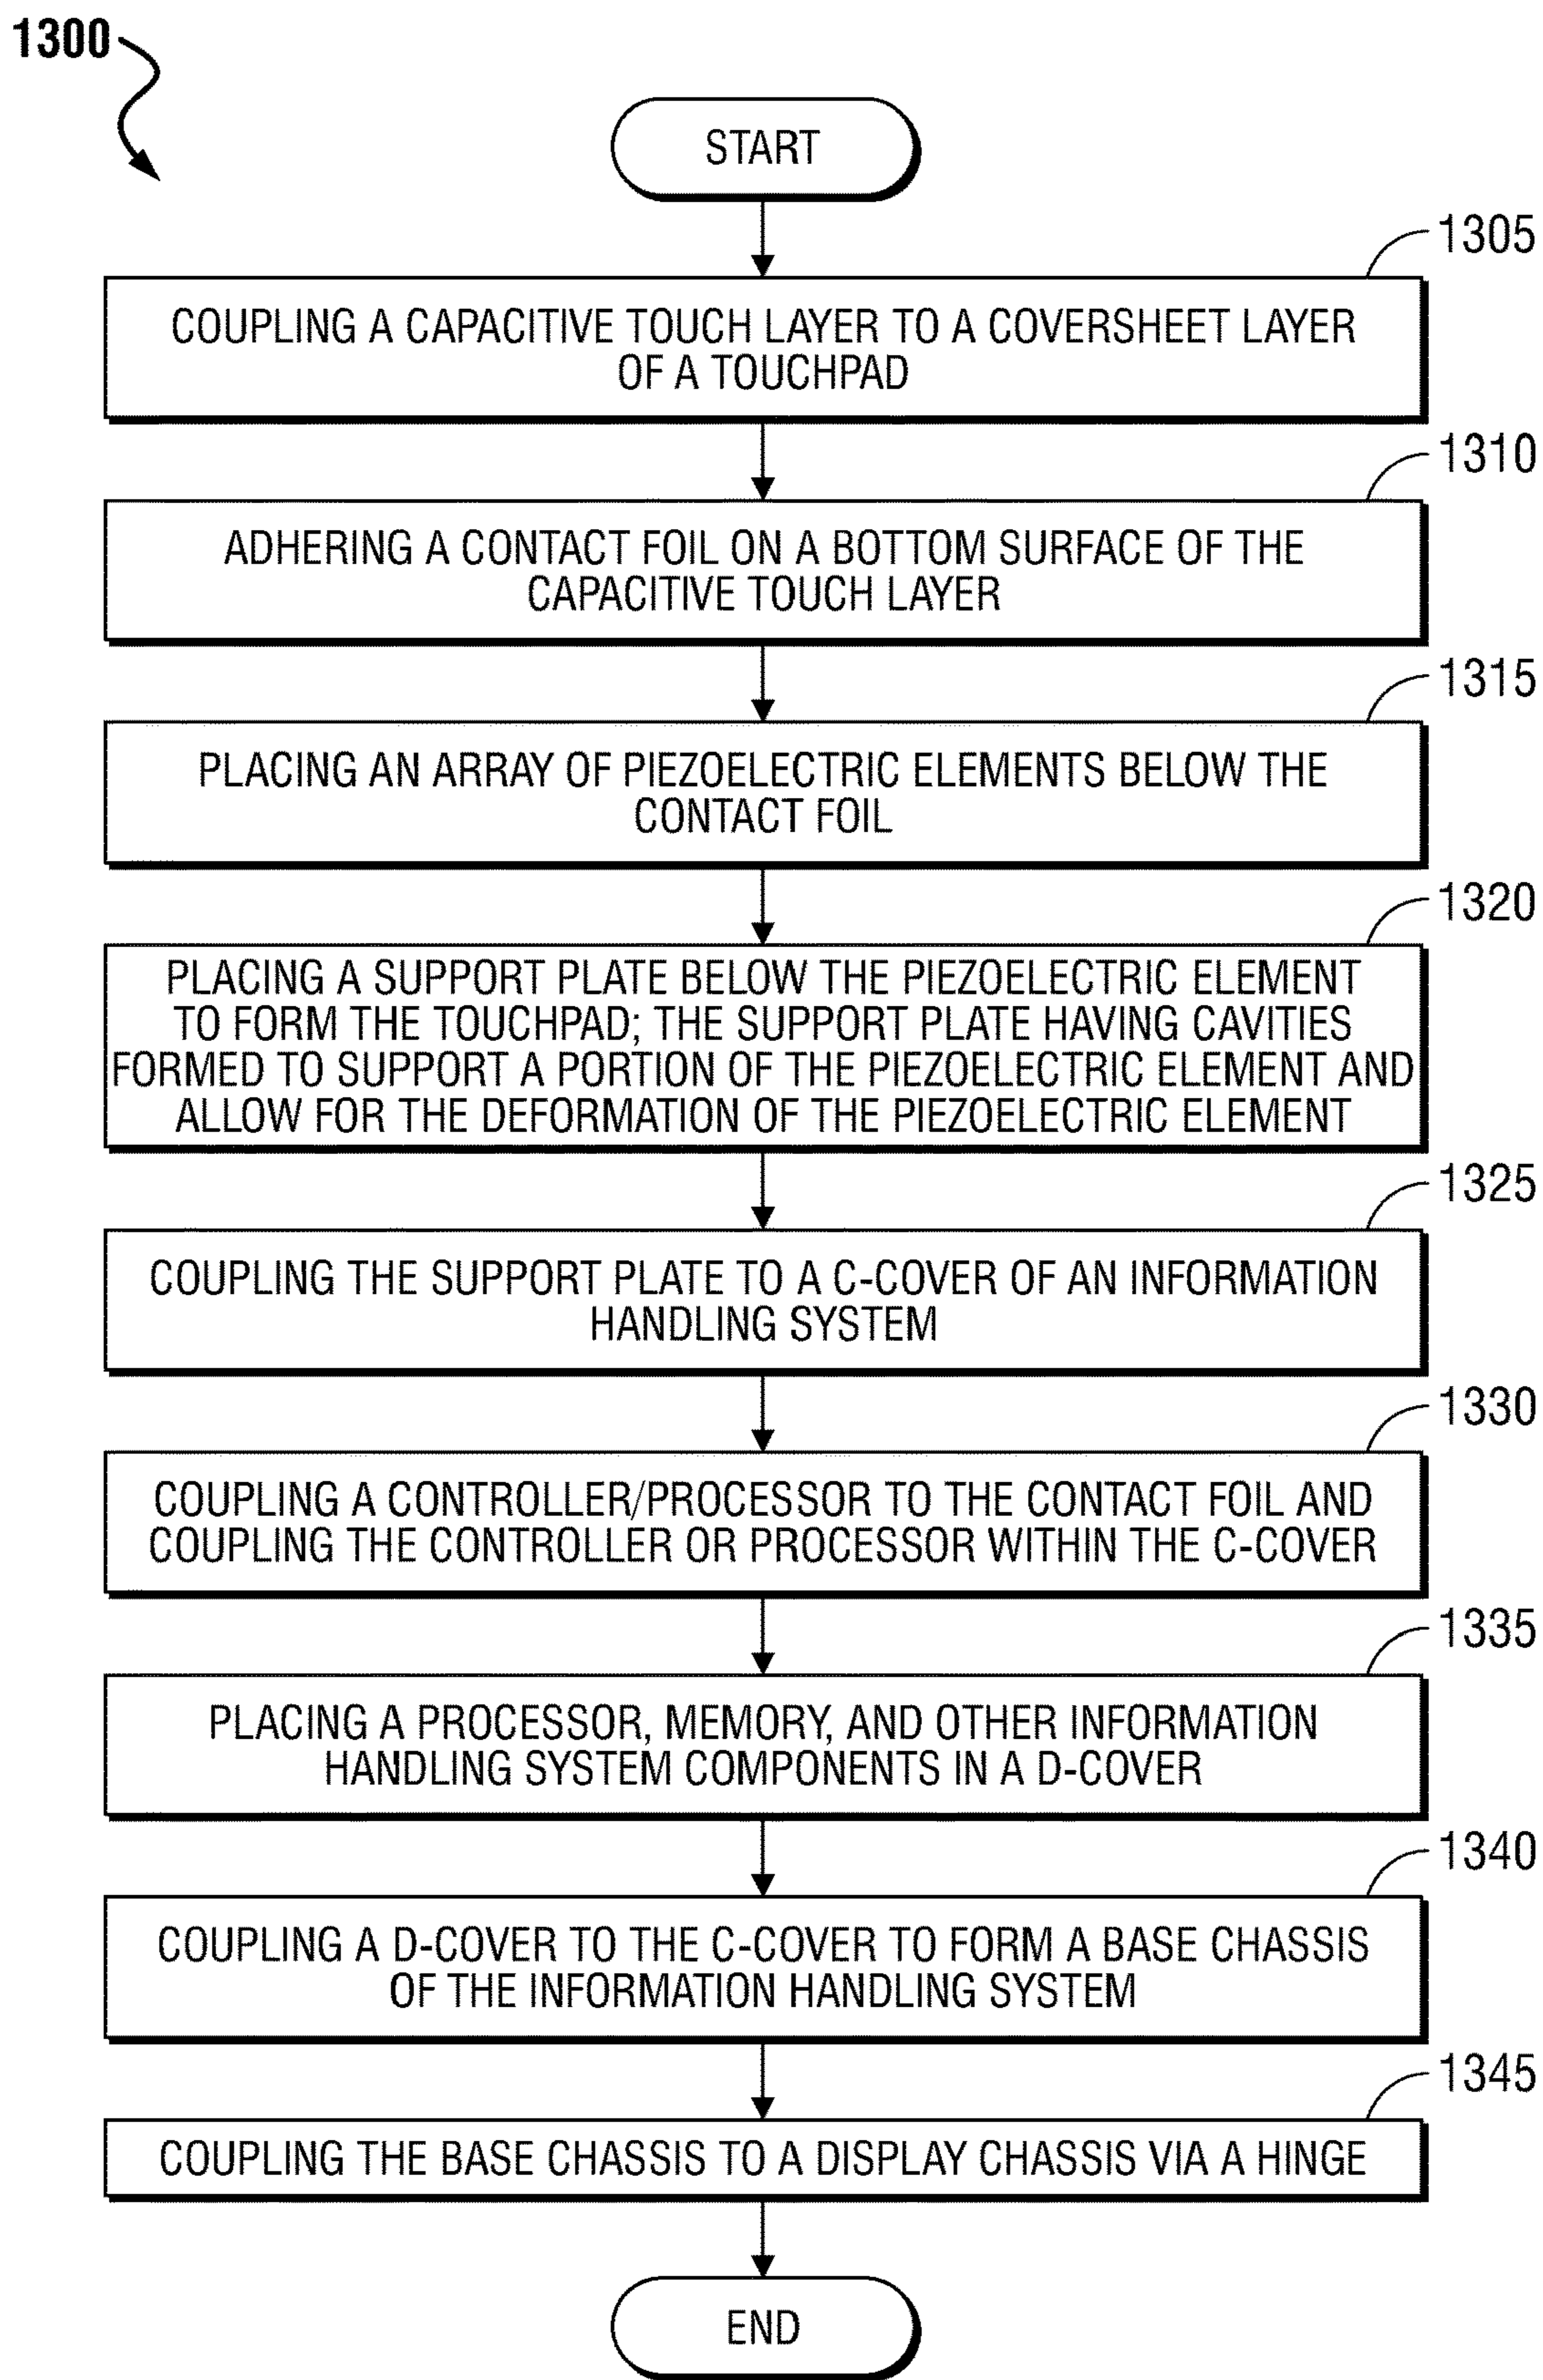 1300
START
1305
COUPLING A CAPACITIVE TOUCH LAYER TO A COVERSHEET LAYER
OF A TOUCHPAD
1310
ADHERING A CONTACT FOIL ON A BOTTOM SURFACE OF THE
CAPACITIVE TOUCH LAYER
1315
PLACING AN ARRAY OF PIEZOELECTRIC ELEMENTS BELOW THE
CONTACT FOIL
1320
PLACING A SUPPORT PLATE BELOW THE PIEZOELECTRIC ELEMENT
TO FORM THE TOUCHPAD; THE SUPPORT PLATE HAVING CAVITIES
FORMED TO SUPPORT A PORTION OF THE PIEZOELECTRIC ELEMENT AND
ALLOW FOR THE DEFORMATION OF THE PIEZOELECTRIC ELEMENT
1325
COUPLING THE SUPPORT PLATE TO A C-COVER OF AN INFORMATION
HANDLING SYSTEM
1330
COUPLING A CONTROLLER/PROCESSOR TO THE CONTACT FOIL AND
COUPLING THE CONTROLLER OR PROCESSOR WITHIN THE C-COVER
1335
PLACING A PROCESSOR, MEMORY, AND OTHER INFORMATION
HANDLING SYSTEM COMPONENTS IN A D-COVER
1340
COUPLING A D-COVER TO THE C-COVER TO FORM A BASE CHASSIS
OF THE INFORMATION HANDLING SYSTEM
1345
COUPLING THE BASE CHASSIS TO A DISPLAY CHASSIS VIA A HINGE
END